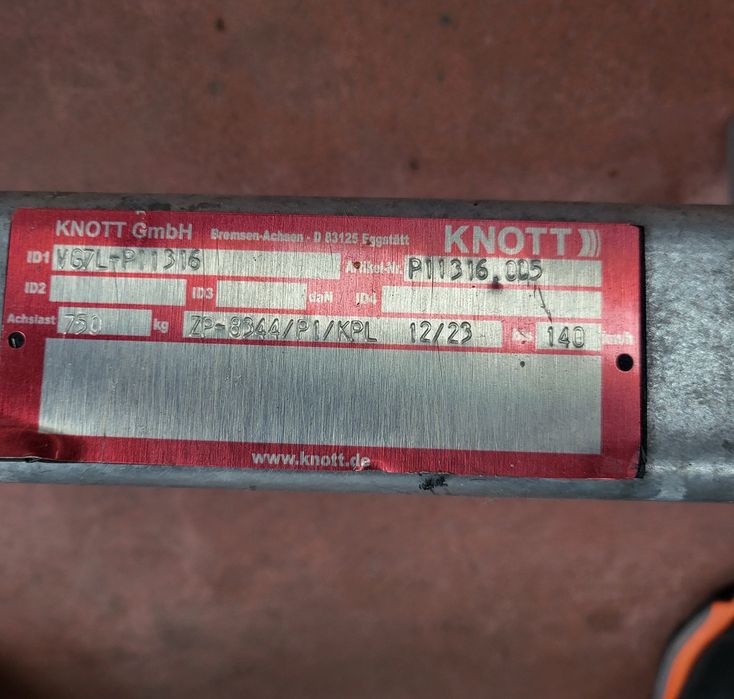 KNOTT GmbH Bremsen-Achsen · D 83125 Eggstätt KNOTT
ID1 VG7L-P11316 Artikel-Nr. P11316.005
ID2 ID3 daN ID4
Achslast 750 kg ZP-8344/P1/KPL 12/23 140 km/h
www.knott.de